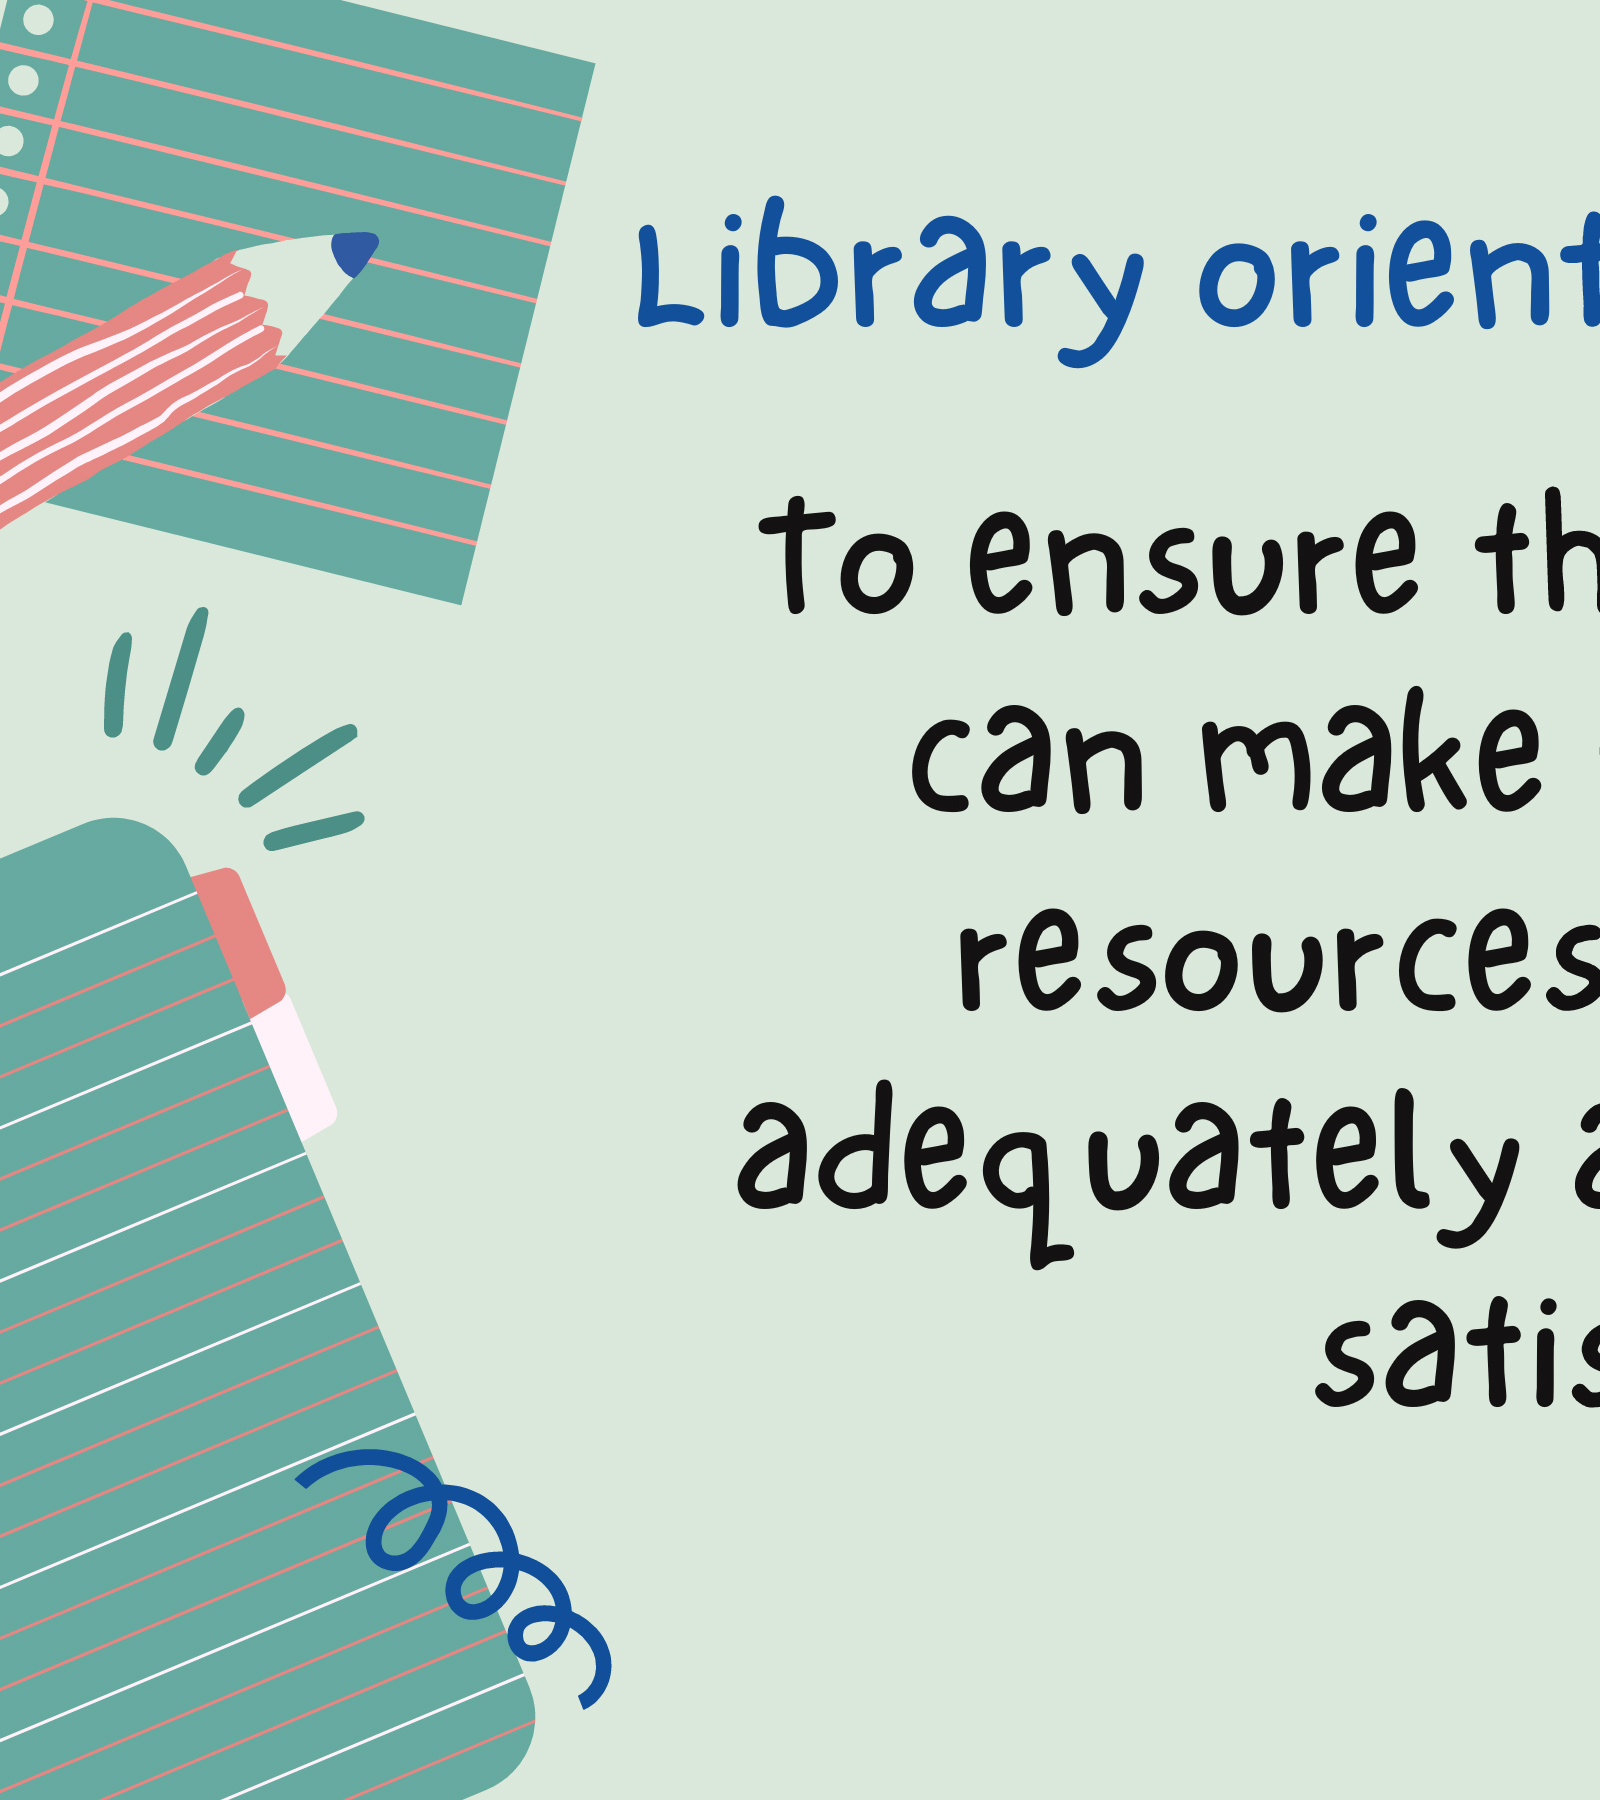 Library orient
To ensure th
can make
resources
adequately a
satis